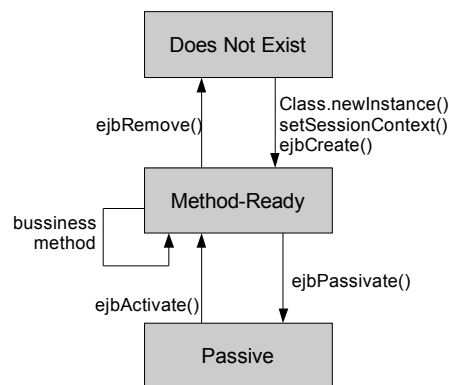 Does Not Exist
Class.newInstance()
setSessionContext()
ejbCreate()
ejbRemove()
Method-Ready
bussiness
method
ejbPassivate()
ejbActivate()
Passive